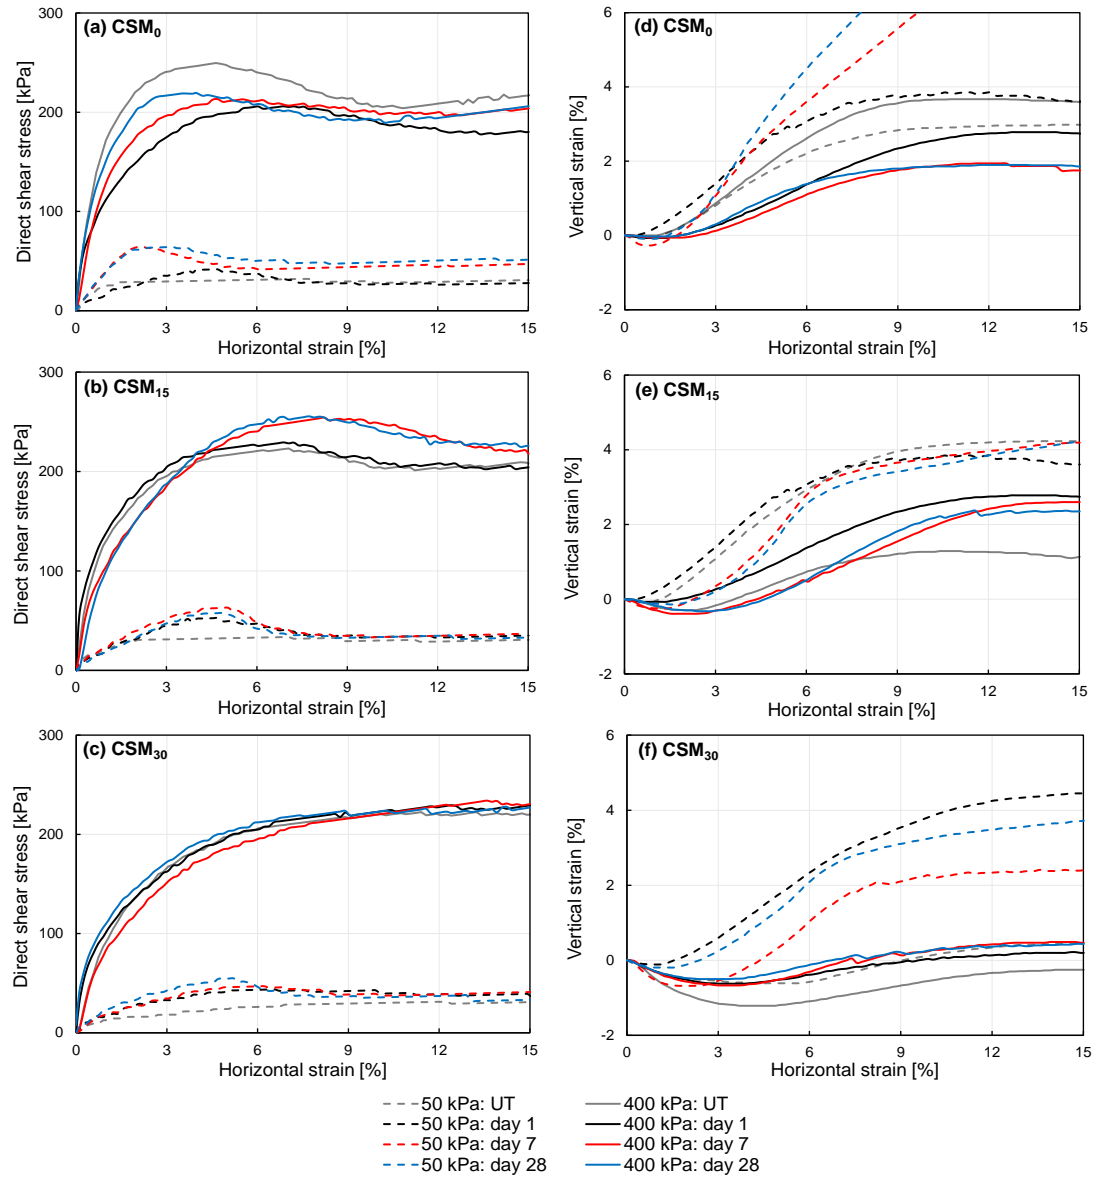 (a) CSM₀
Direct shear stress [kPa]
300
200
100
0
0 3 6 9 12 15
Horizontal strain [%]
(d) CSM₀
Vertical strain [%]
6
4
2
0
-2
0 3 6 9 12 15
Horizontal strain [%]
(b) CSM₁₅
Direct shear stress [kPa]
300
200
100
0
0 3 6 9 12 15
Horizontal strain [%]
(e) CSM₁₅
Vertical strain [%]
6
4
2
0
-2
0 3 6 9 12 15
Horizontal strain [%]
(c) CSM₃₀
Direct shear stress [kPa]
300
200
100
0
0 3 6 9 12 15
Horizontal strain [%]
(f) CSM₃₀
Vertical strain [%]
6
4
2
0
-2
0 3 6 9 12 15
Horizontal strain [%]
50 kPa: UT
50 kPa: day 1
50 kPa: day 7
50 kPa: day 28
400 kPa: UT
400 kPa: day 1
400 kPa: day 7
400 kPa: day 28